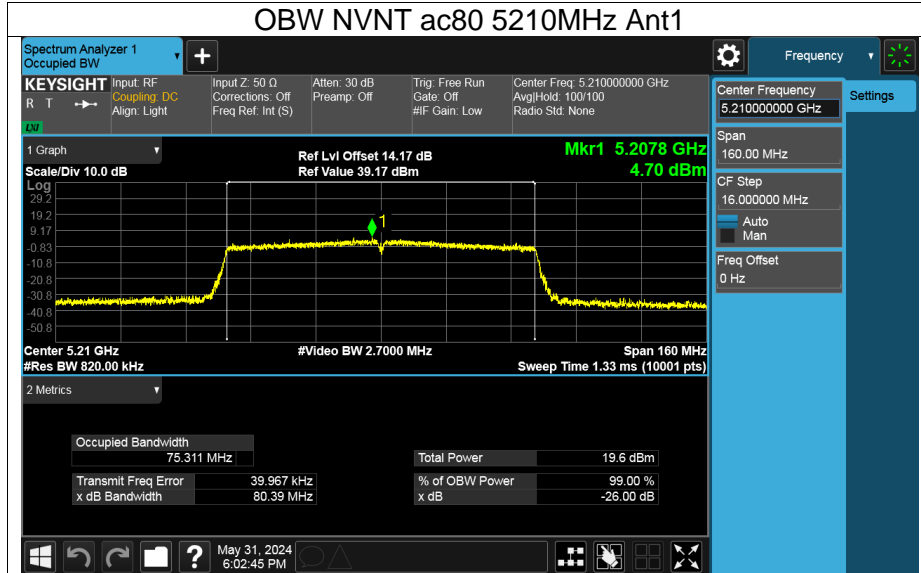 OBW NVNT ac80 5210MHz Ant1
Spectrum Analyzer 1
Occupied BW
+
Frequency
KEYSIGHT
R T
LXI
Input: RF
Coupling: DC
Align: Light
Input Z: 50 Ω
Corrections: Off
Freq Ref: Int (S)
Atten: 30 dB
Preamp: Off
Trig: Free Run
Gate: Off
#IF Gain: Low
Center Freq: 5.210000000 GHz
Avg|Hold: 100/100
Radio Std: None
Center Frequency
5.210000000 GHz
Settings
Span
160.00 MHz
CF Step
16.000000 MHz
Auto
Man
Freq Offset
0 Hz
1 Graph
Scale/Div 10.0 dB
Ref Lvl Offset 14.17 dB
Ref Value 39.17 dBm
Mkr1 5.2078 GHz
4.70 dBm
Log
29.2
19.2
9.17
-0.83
-10.8
-20.8
-30.8
-40.8
-50.8
1
Center 5.21 GHz
#Res BW 820.00 kHz
#Video BW 2.7000 MHz
Span 160 MHz
Sweep Time 1.33 ms (10001 pts)
2 Metrics
Occupied Bandwidth
75.311 MHz
Transmit Freq Error 39.967 kHz
x dB Bandwidth 80.39 MHz
Total Power 19.6 dBm
% of OBW Power 99.00 %
x dB -26.00 dB
?
May 31, 2024
6:02:45 PM